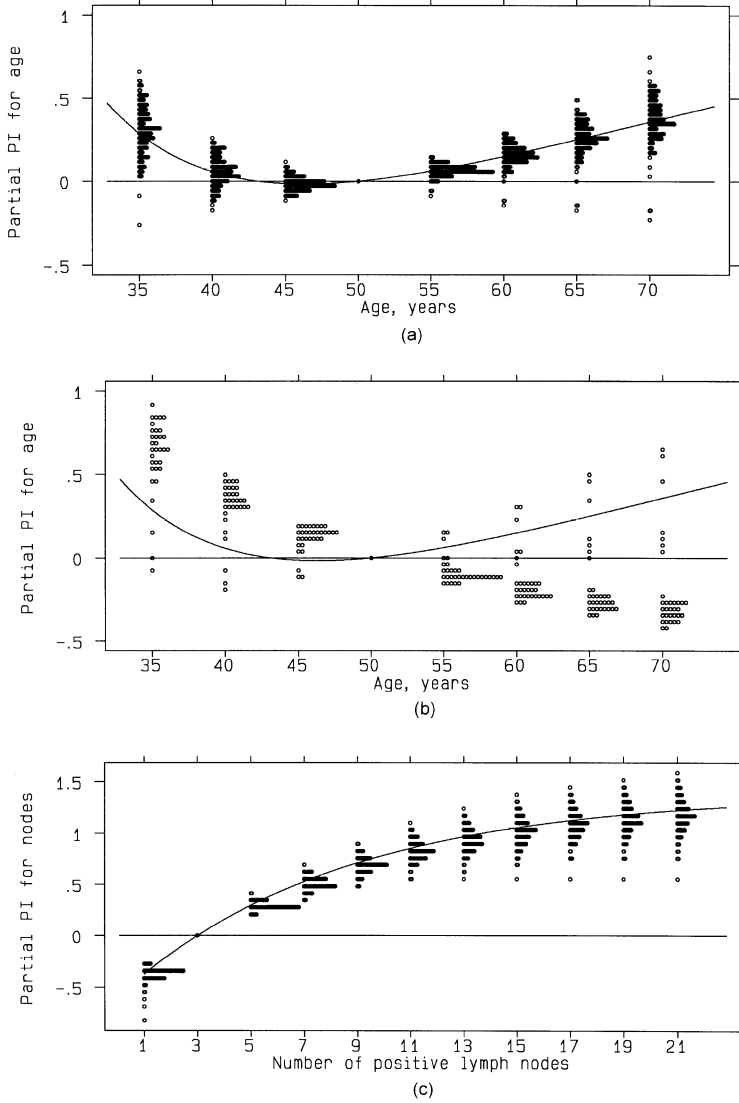 1
.5
0
-.5
Partial PI for age
35 40 45 50 55 60 65 70
Age, years
(a)
1
.5
0
-.5
Partial PI for age
35 40 45 50 55 60 65 70
Age, years
(b)
1.5
1
.5
0
-.5
Partial PI for nodes
1 3 5 7 9 11 13 15 17 19 21
Number of positive lymph nodes
(c)